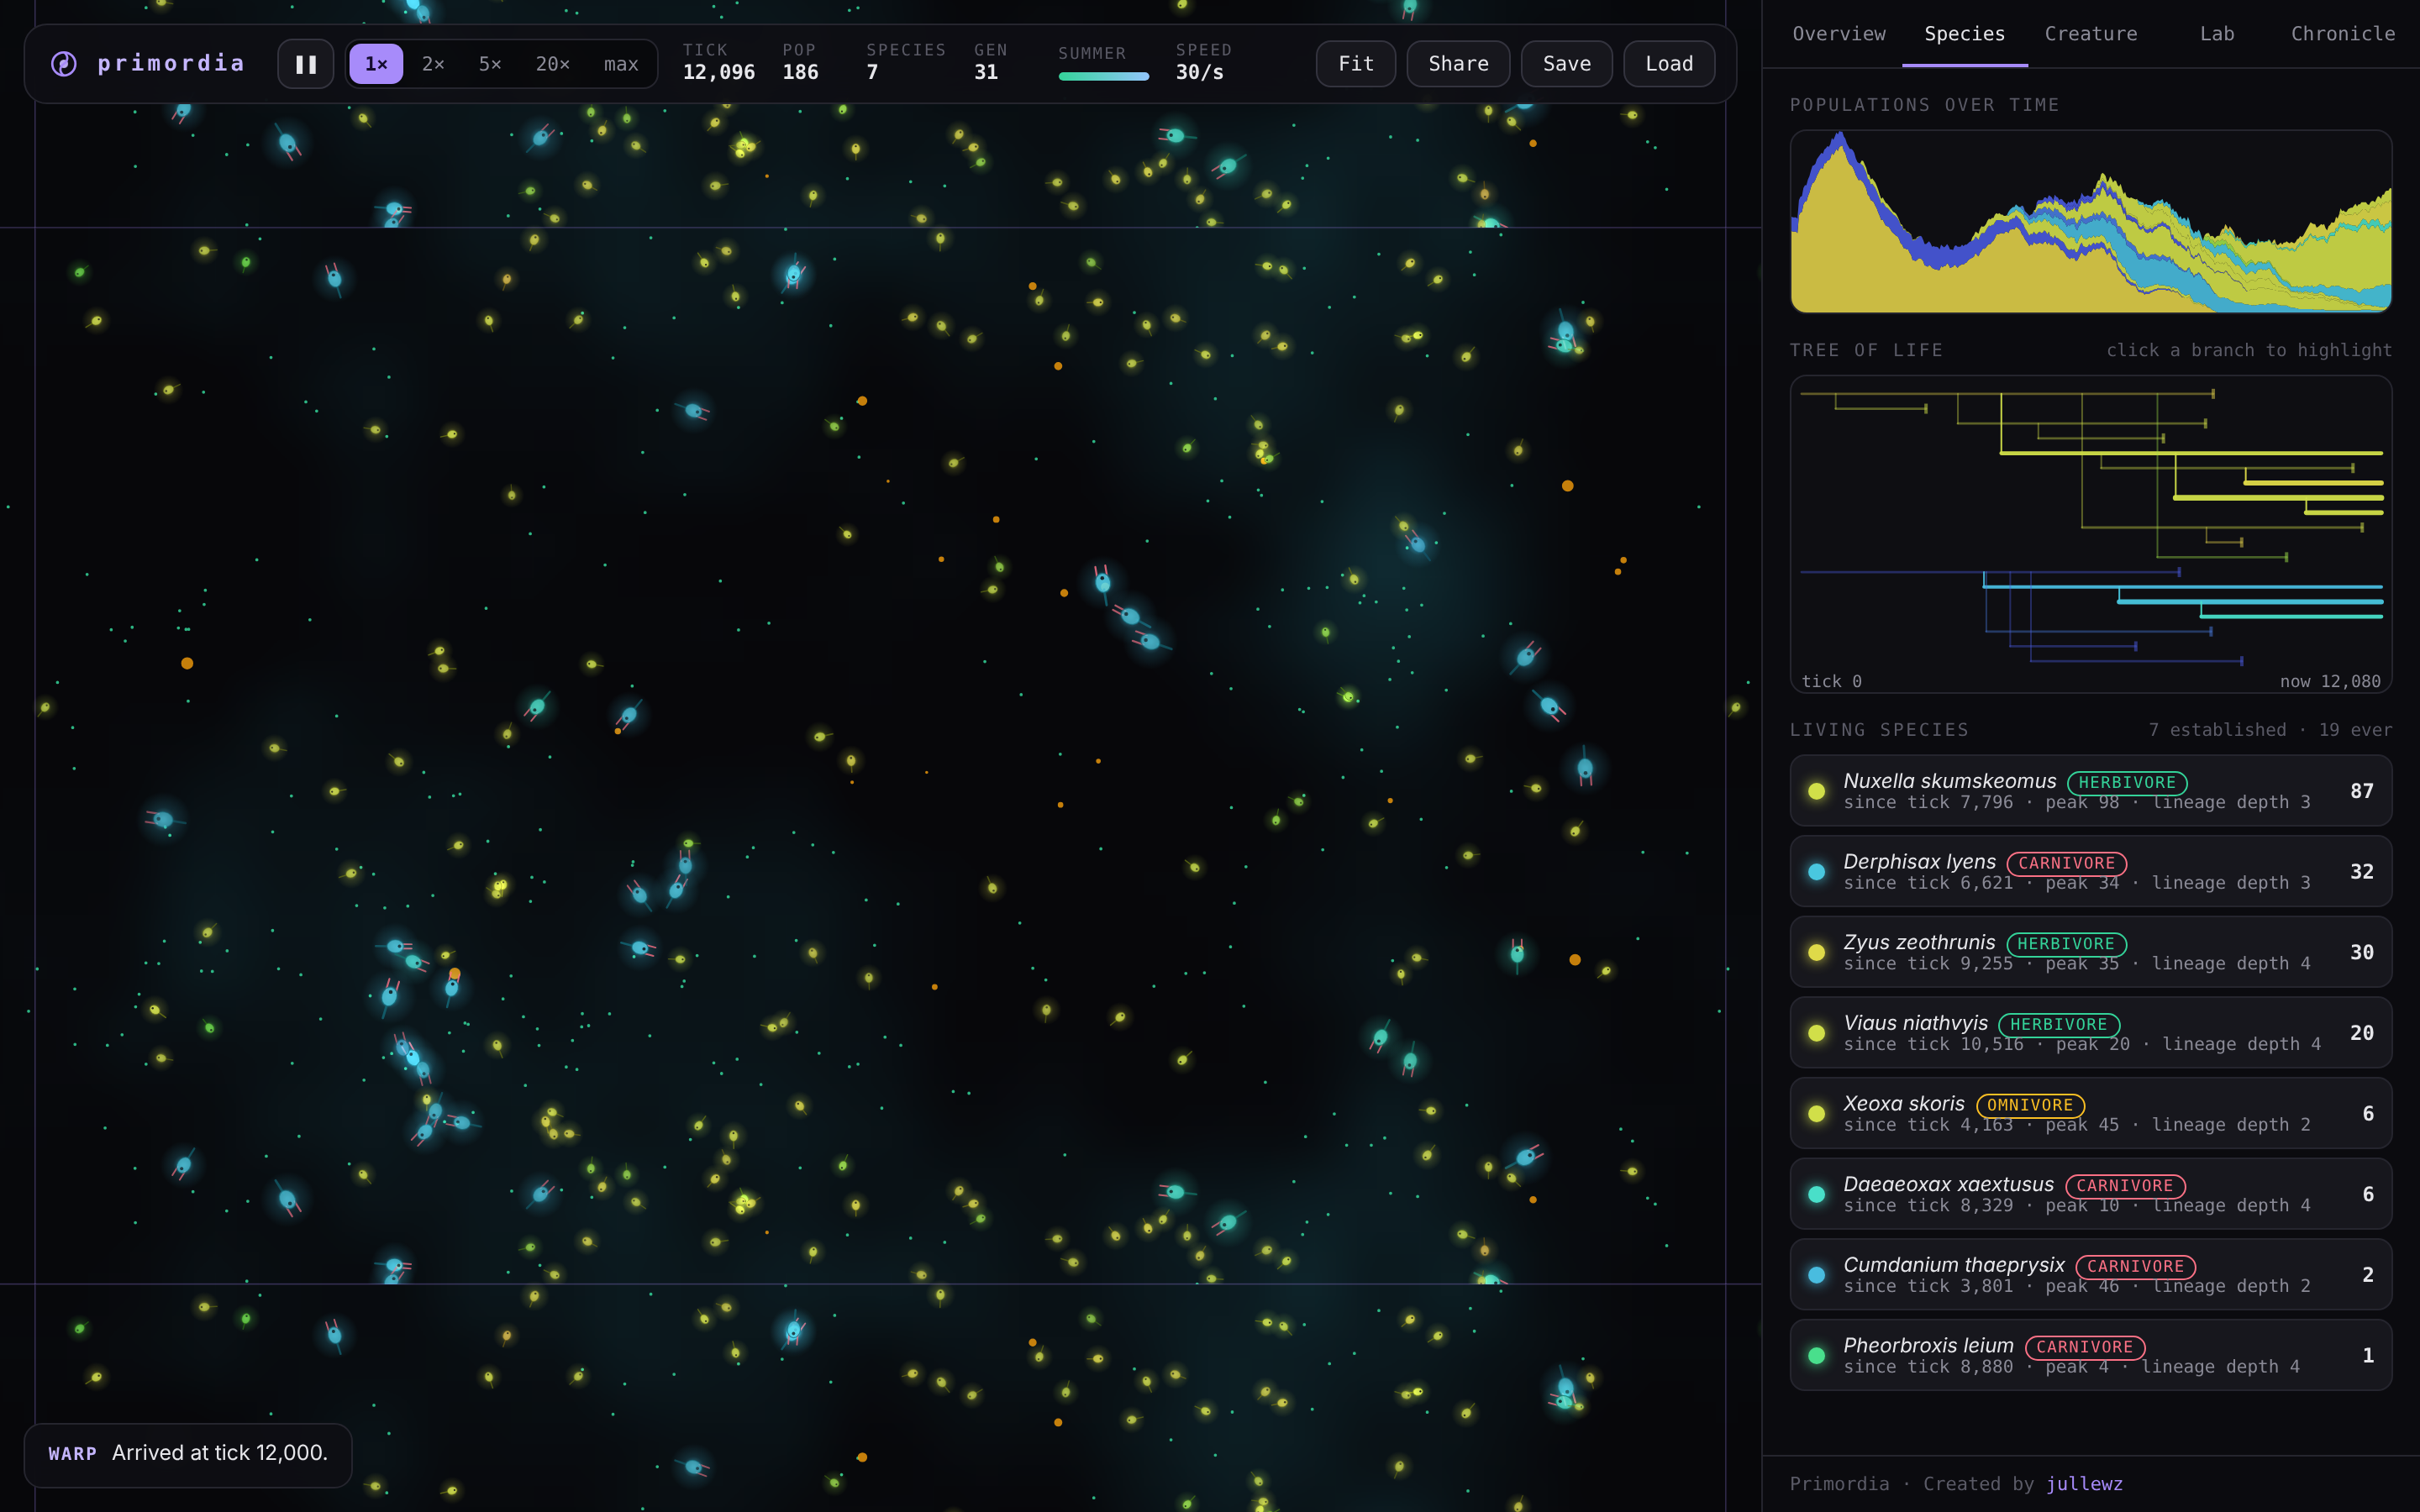 primordia
1× 2× 5× 20× max
TICK 12,096
POP 186
SPECIES 7
GEN 31
SUMMER
SPEED 30/s
Fit Share Save Load
Overview Species Creature Lab Chronicle
POPULATIONS OVER TIME
TREE OF LIFE click a branch to highlight
tick 0 now 12,080
LIVING SPECIES 7 established · 19 ever
Nuxella skumskeomus HERBIVORE 87
since tick 7,796 · peak 98 · lineage depth 3
Derphisax lyens CARNIVORE 32
since tick 6,621 · peak 34 · lineage depth 3
Zyus zeothrunis HERBIVORE 30
since tick 9,255 · peak 35 · lineage depth 4
Viaus niathvyis HERBIVORE 20
since tick 10,516 · peak 20 · lineage depth 4
Xeoxa skoris OMNIVORE 6
since tick 4,163 · peak 45 · lineage depth 2
Daeaeoxax xaextusus CARNIVORE 6
since tick 8,329 · peak 10 · lineage depth 4
Cumdanium thaeprysix CARNIVORE 2
since tick 3,801 · peak 46 · lineage depth 2
Pheorbroxis leium CARNIVORE 1
since tick 8,880 · peak 4 · lineage depth 4
WARP Arrived at tick 12,000.
Primordia · Created by jullewz